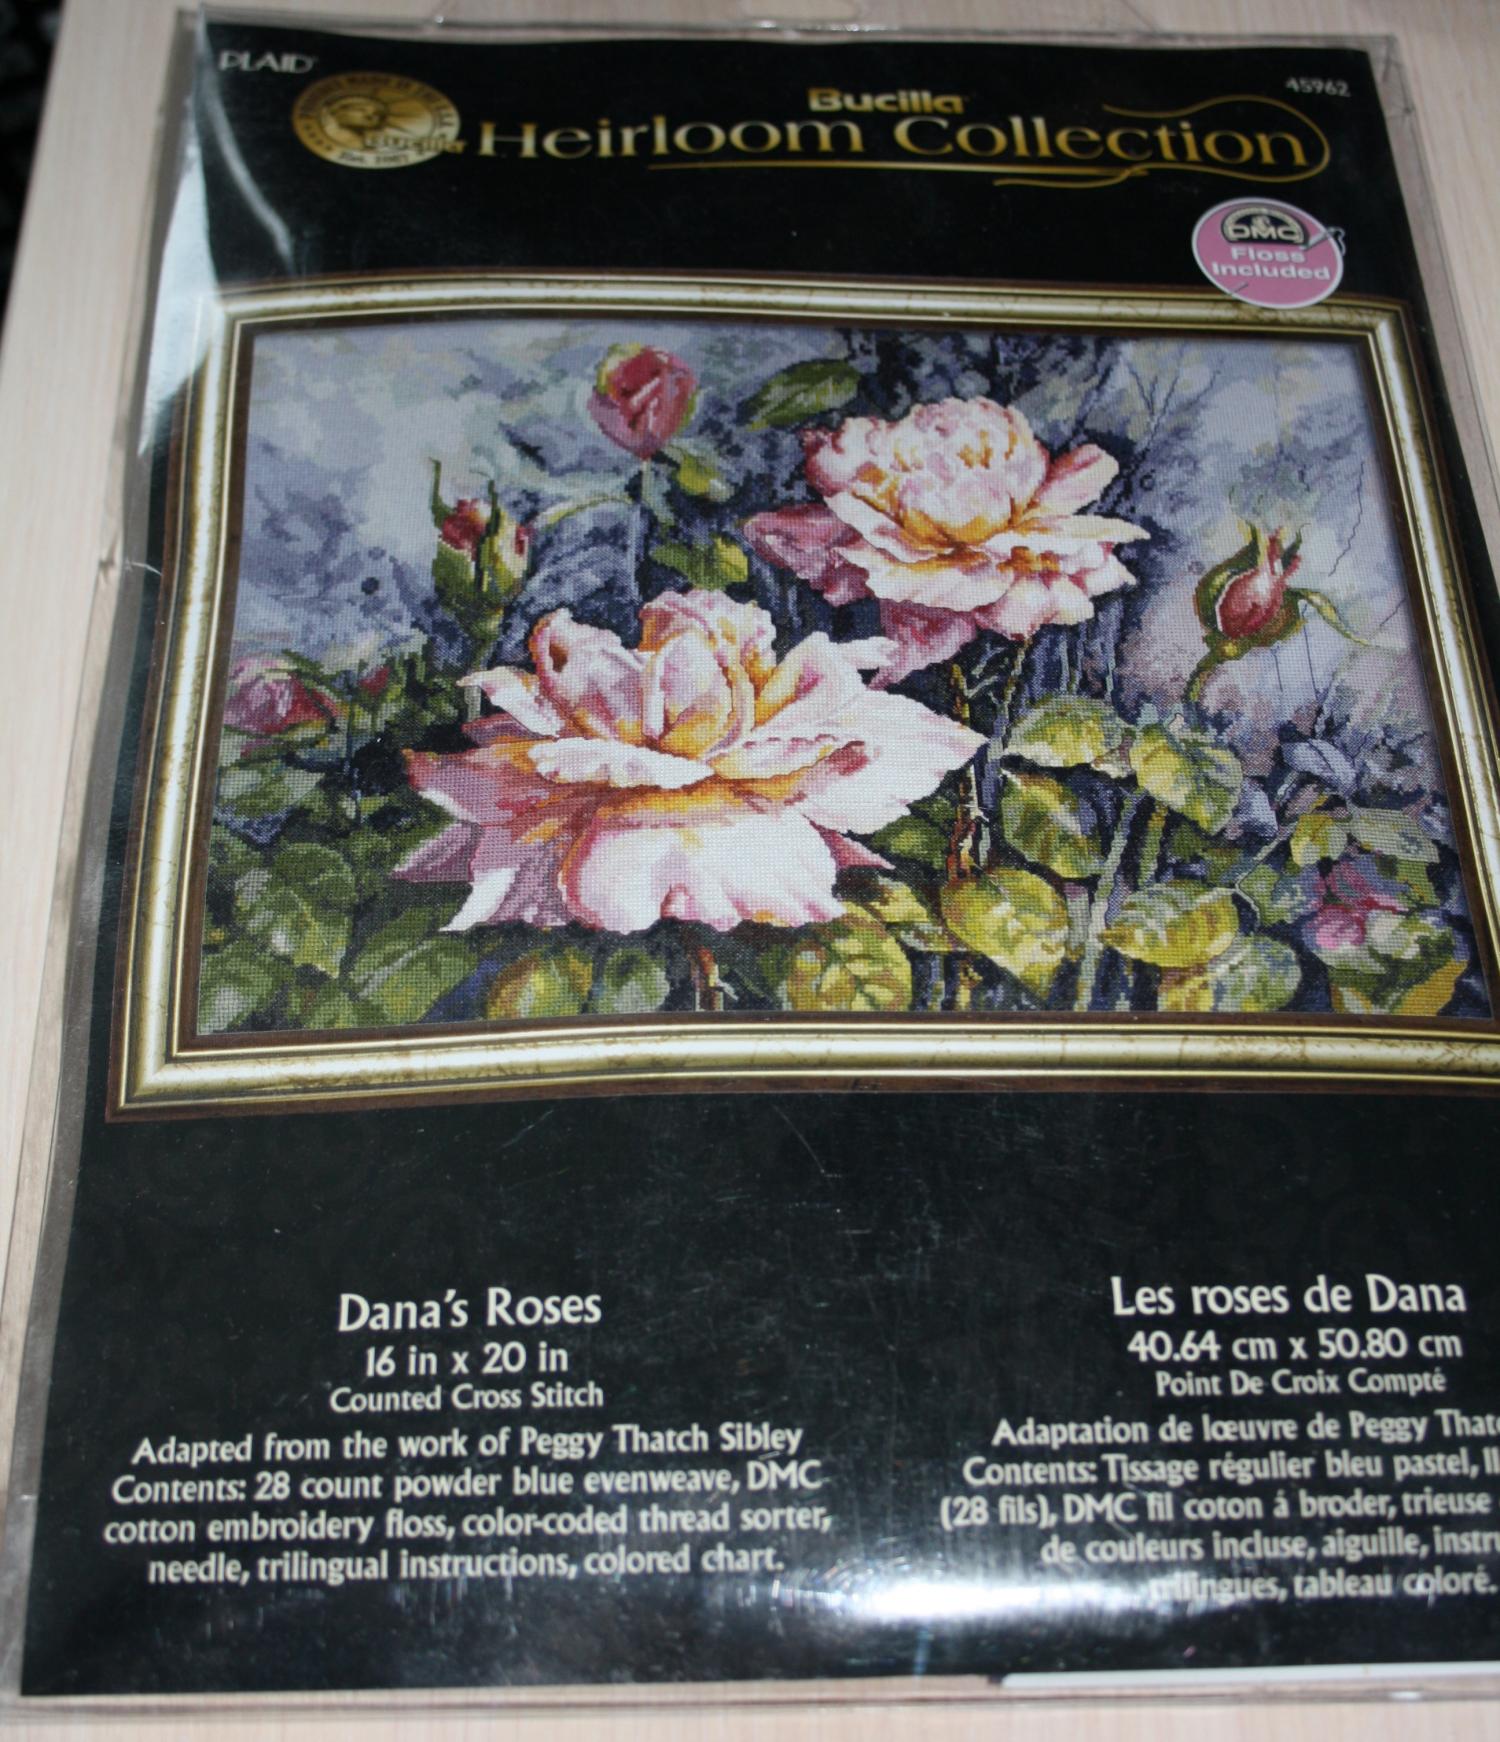 PLAID
45962
Bucilla
Bucilla
Heirloom Collection
DMC
Floss
Included
Dana's Roses
16 in x 20 in
Counted Cross Stitch
Adapted from the work of Peggy Thatch Sibley
Contents: 28 count powder blue evenweave, DMC
cotton embroidery floss, color-coded thread sorter,
needle, trilingual instructions, colored chart.
Les roses de Dana
40.64 cm x 50.80 cm
Point De Croix Compté
Adaptation de lœuvre de Peggy
Contents: Tissage régulier bleu pastel,
(28 fils), DMC fil coton á broder, trieuse
de couleurs incluse, aiguille,
tableau coloré.